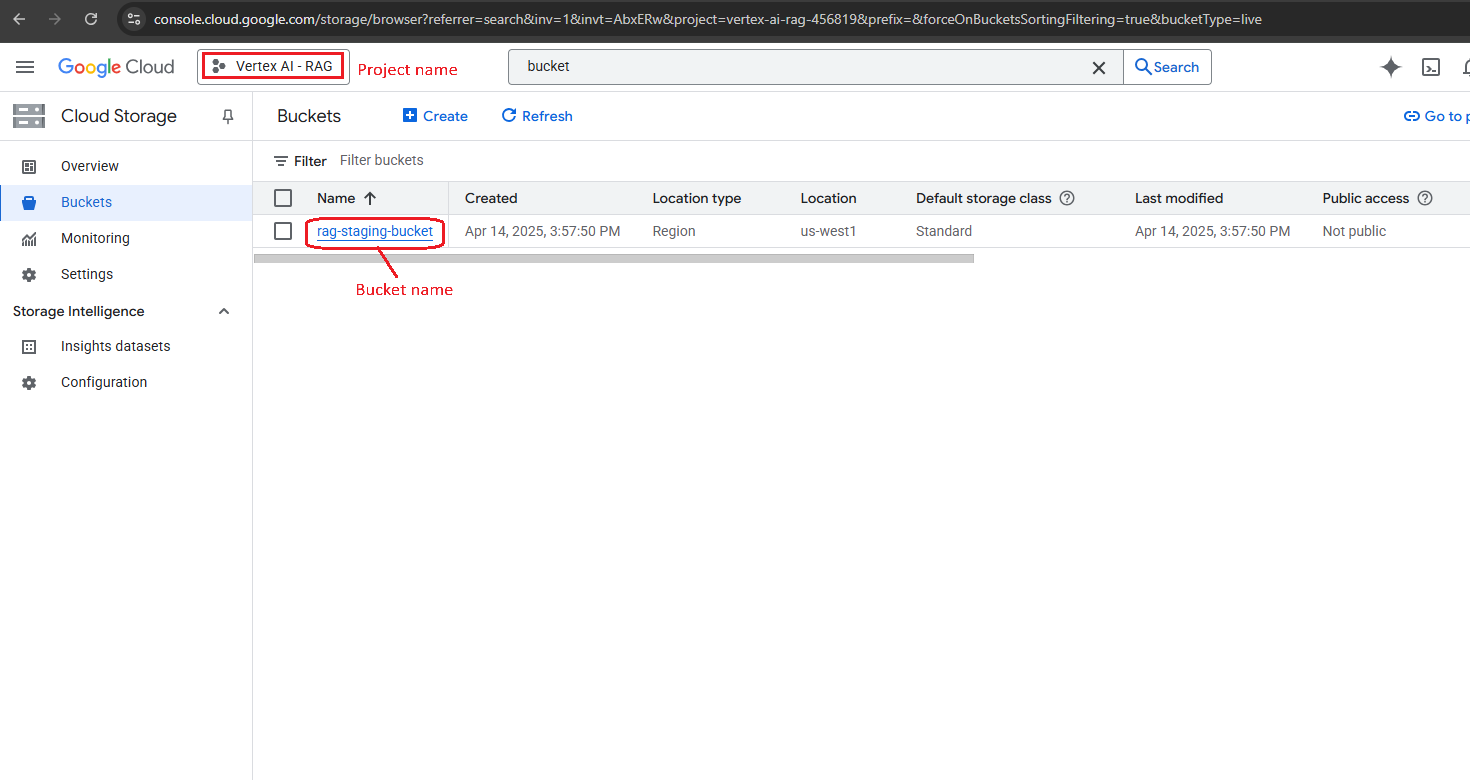 console.cloud.google.com/storage/browser?referrer=search&inv=1&invt=AbxERw&project=vertex-ai-rag-456819&prefix=&forceOnBucketsSortingFiltering=true&bucketType=live
Google Cloud
Vertex AI - RAG
Project name
bucket
Search
Cloud Storage
Buckets
Create
Refresh
Go to p
Overview
Buckets
Monitoring
Settings
Storage Intelligence
Insights datasets
Configuration
Filter Filter buckets
Name Created Location type Location Default storage class Last modified Public access
rag-staging-bucket Apr 14, 2025, 3:57:50 PM Region us-west1 Standard Apr 14, 2025, 3:57:50 PM Not public
Bucket name